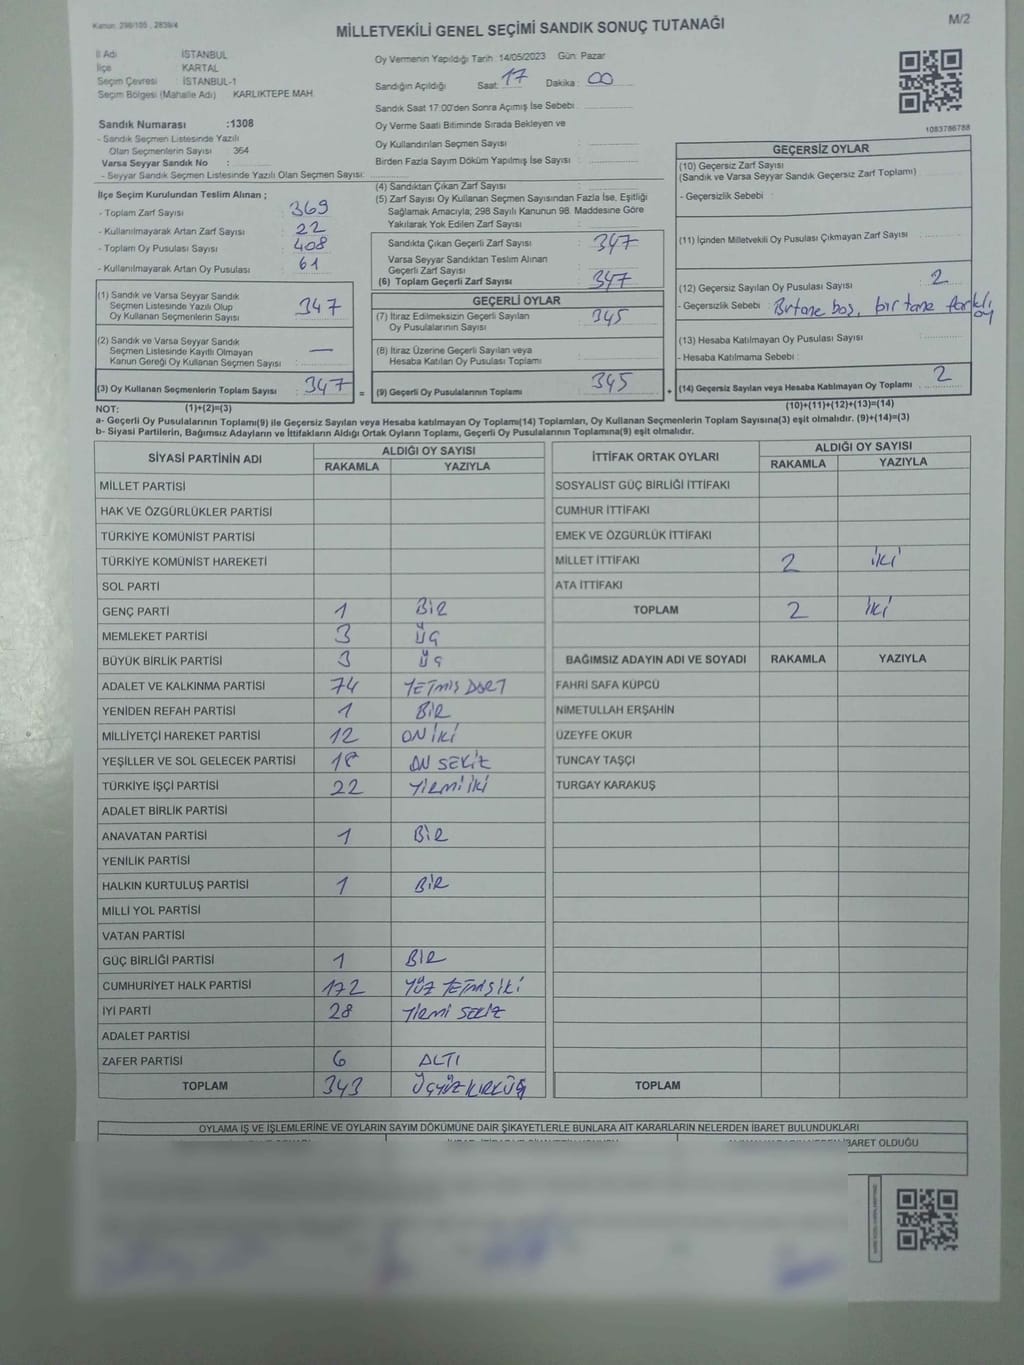 Kanun: 298/105 , 2839/4
MİLLETVEKİLİ GENEL SEÇİMİ SANDIK SONUÇ TUTANAĞI
M/2
İl Adı : İSTANBUL
İlçe : KARTAL
Seçim Çevresi : İSTANBUL-1
Seçim Bölgesi (Mahalle Adı) KARLIKTEPE MAH.
Oy Vermenin Yapıldığı Tarih :14/05/2023 Gün: Pazar
Sandığın Açıldığı Saat: 17 Dakika: 00
Sandık Saat 17:00'den Sonra Açımış İse Sebebi :
Oy Verme Saati Bitiminde Sırada Bekleyen ve
Oy Kullandırılan Seçmen Sayısı :
Birden Fazla Sayım Döküm Yapılmış İse Sayısı :
1083786788
Sandık Numarası :1308
- Sandık Seçmen Listesinde Yazılı
Olan Seçmenlerin Sayısı : 364
Varsa Seyyar Sandık No :
- Seyyar Sandık Seçmen Listesinde Yazılı Olan Seçmen Sayısı:
İlçe Seçim Kurulundan Teslim Alınan ;
- Toplam Zarf Sayısı : 369
- Kullanılmayarak Artan Zarf Sayısı : 22
- Toplam Oy Pusulası Sayısı : 408
- Kullanılmayarak Artan Oy Pusulası : 61
(1) Sandık ve Varsa Seyyar Sandık
Seçmen Listesinde Yazılı Olup
Oy Kullanan Seçmenlerin Sayısı : 347
(2) Sandık ve Varsa Seyyar Sandık
Seçmen Listesinde Kayıtlı Olmayan
Kanun Gereği Oy Kullanan Seçmen Sayısı : —
(3) Oy Kullanan Seçmenlerin Toplam Sayısı : 347
(4) Sandıktan Çıkan Zarf Sayısı :
(5) Zarf Sayısı Oy Kullanan Seçmen Sayısından Fazla İse, Eşitliği
Sağlamak Amacıyla; 298 Sayılı Kanunun 98. Maddesine Göre
Yakılarak Yok Edilen Zarf Sayısı :
Sandıkta Çıkan Geçerli Zarf Sayısı : 347
Varsa Seyyar Sandıktan Teslim Alınan
Geçerli Zarf Sayısı :
(6) Toplam Geçerli Zarf Sayısı : 347
GEÇERLİ OYLAR
(7) İtiraz Edilmeksizin Geçerli Sayılan
Oy Pusulalarının Sayısı : 345
(8) İtiraz Üzerine Geçerli Sayılan veya
Hesaba Katılan Oy Pusulası Toplamı :
= (9) Geçerli Oy Pusulalarının Toplamı : 345 +
GEÇERSİZ OYLAR
(10) Geçersiz Zarf Sayısı
(Sandık ve Varsa Seyyar Sandık Geçersiz Zarf Toplamı) :
- Geçersizlik Sebebi :
(11) İçinden Milletvekili Oy Pusulası Çıkmayan Zarf Sayısı :
(12) Geçersiz Sayılan Oy Pusulası Sayısı : 2
- Geçersizlik Sebebi : Birtane boş, bir tane farklı
oy
(13) Hesaba Katılmayan Oy Pusulası Sayısı :
- Hesaba Katılmama Sebebi :
(14) Geçersiz Sayılan veya Hesaba Katılmayan Oy Toplamı : 2
NOT: (1)+(2)=(3) (10)+(11)+(12)+(13)=(14)
a- Geçerli Oy Pusulalarının Toplamı(9) ile Geçersiz Sayılan veya Hesaba katılmayan Oy Toplamı(14) Toplamları, Oy Kullanan Seçmenlerin Toplam Sayısına(3) eşit olmalıdır. (9)+(14)=(3)
b- Siyasi Partilerin, Bağımsız Adayların ve İttifakların Aldığı Ortak Oyların Toplamı, Geçerli Oy Pusulalarının Toplamına(9) eşit olmalıdır.
SİYASİ PARTİNİN ADI ALDIĞI OY SAYISI
RAKAMLA YAZIYLA
MİLLET PARTİSİ
HAK VE ÖZGÜRLÜKLER PARTİSİ
TÜRKİYE KOMÜNİST PARTİSİ
TÜRKİYE KOMÜNİST HAREKETİ
SOL PARTİ
GENÇ PARTİ 1 BİR
MEMLEKET PARTİSİ 3 ÜÇ
BÜYÜK BİRLİK PARTİSİ 3 ÜÇ
ADALET VE KALKINMA PARTİSİ 74 YETMİŞ DÖRT
YENİDEN REFAH PARTİSİ 1 BİR
MİLLİYETÇİ HAREKET PARTİSİ 12 ON İKİ
YEŞİLLER VE SOL GELECEK PARTİSİ 18 ON SEKİZ
TÜRKİYE İŞÇİ PARTİSİ 22 YİRMİ İKİ
ADALET BİRLİK PARTİSİ
ANAVATAN PARTİSİ 1 BİR
YENİLİK PARTİSİ
HALKIN KURTULUŞ PARTİSİ 1 BİR
MİLLİ YOL PARTİSİ
VATAN PARTİSİ
GÜÇ BİRLİĞİ PARTİSİ 1 BİR
CUMHURİYET HALK PARTİSİ 172 YÜZ YETMİŞ İKİ
İYİ PARTİ 28 YİRMİ SEKİZ
ADALET PARTİSİ
ZAFER PARTİSİ 6 ALTI
TOPLAM 343 ÜÇYÜZ KIRKÜÇ
İTTİFAK ORTAK OYLARI ALDIĞI OY SAYISI
RAKAMLA YAZIYLA
SOSYALİST GÜÇ BİRLİĞİ İTTİFAKI
CUMHUR İTTİFAKI
EMEK VE ÖZGÜRLÜK İTTİFAKI
MİLLET İTTİFAKI 2 İKİ
ATA İTTİFAKI
TOPLAM 2 İKİ
BAĞIMSIZ ADAYIN ADI VE SOYADI RAKAMLA YAZIYLA
FAHRİ SAFA KÜPCÜ
NİMETULLAH ERŞAHİN
ÜZEYFE OKUR
TUNCAY TAŞÇI
TURGAY KARAKUŞ
TOPLAM
OYLAMA İŞ VE İŞLEMLERİNE VE OYLARIN SAYIM DÖKÜMÜNE DAİR ŞİKAYETLERLE BUNLARA AİT KARARLARIN NELERDEN İBARET BULUNDUKLARI
İBARET OLDUĞU